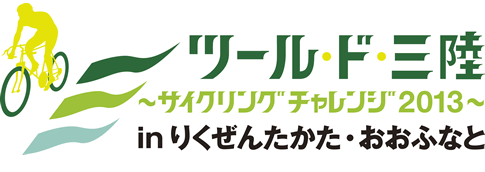 ツール・ド・三陸
～サイクリングチャレンジ2013～
in りくぜんたかた・おおふなと